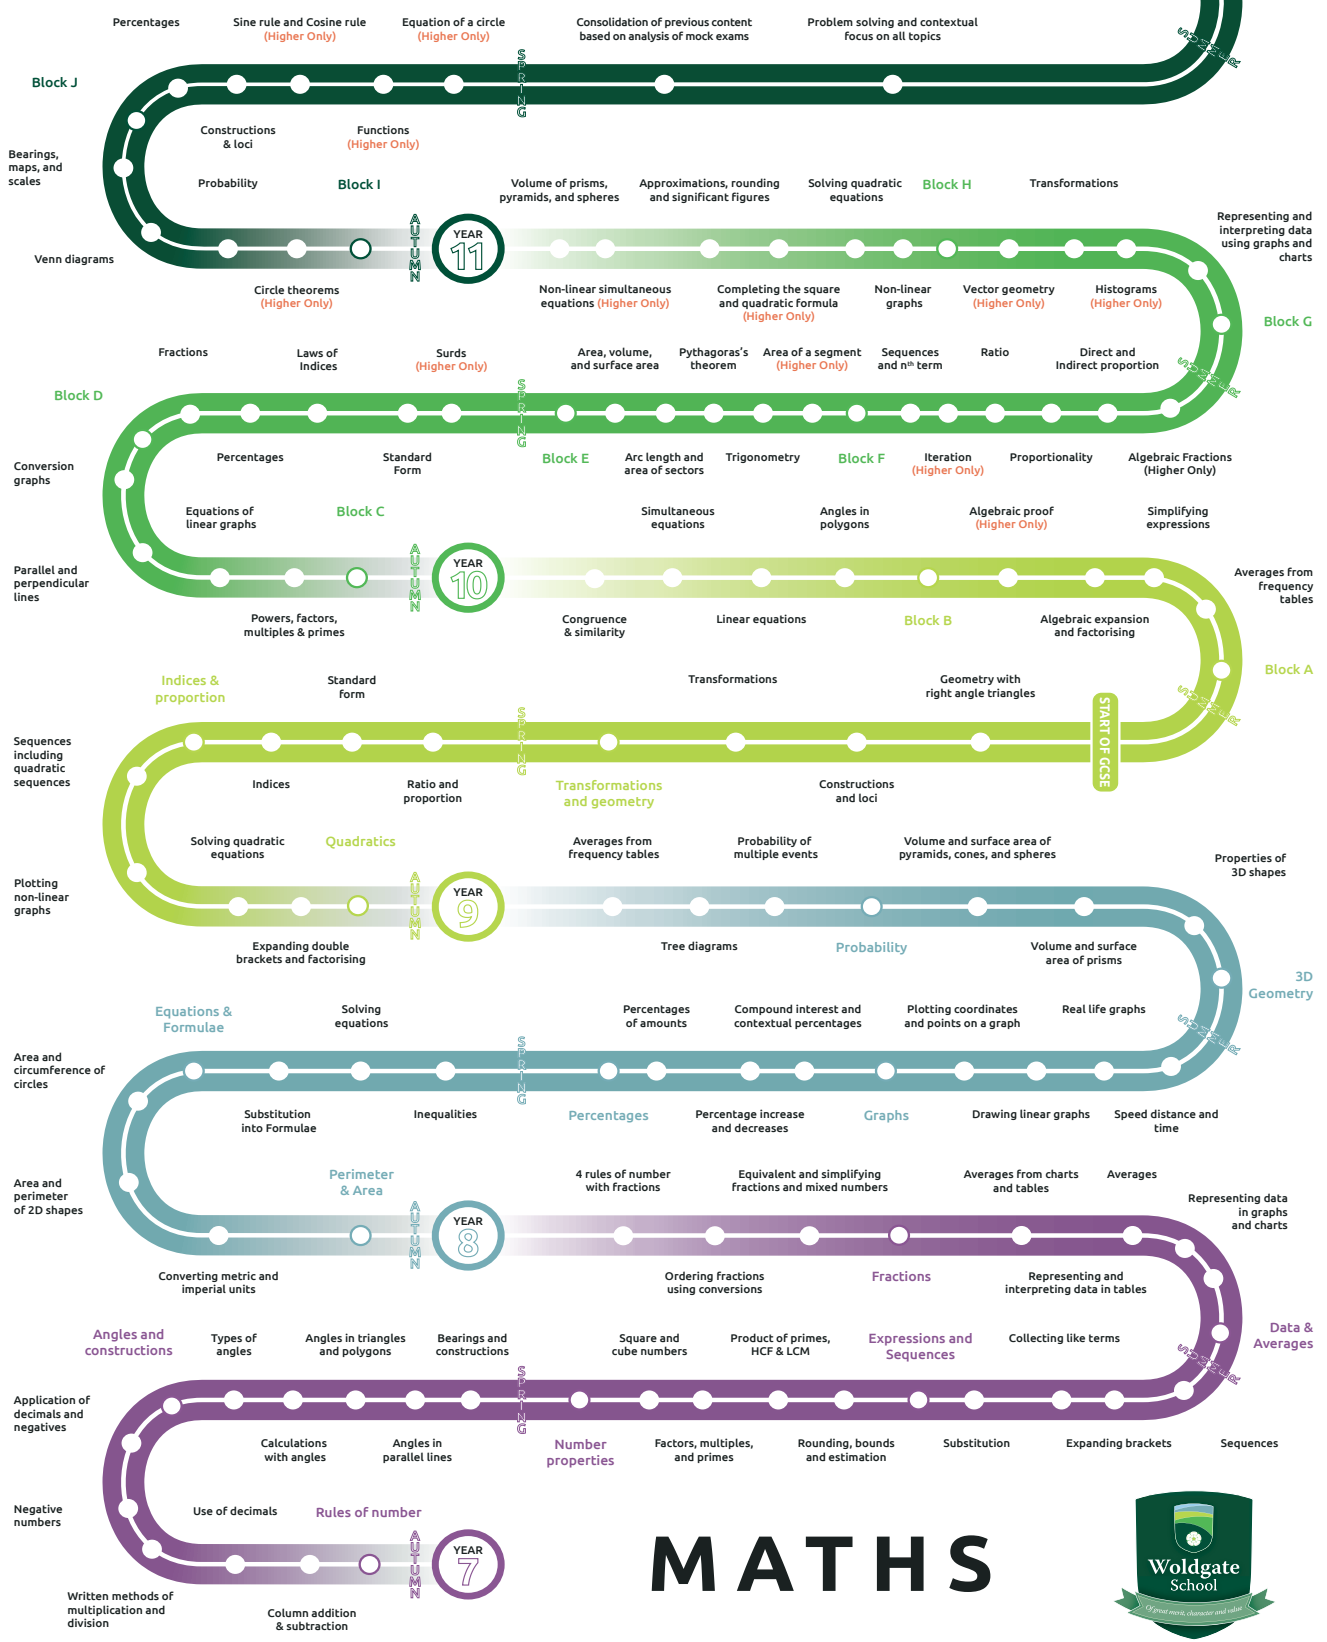 Percentages
Sine rule and Cosine rule
(Higher Only)
Equation of a circle
(Higher Only)
Consolidation of previous content
based on analysis of mock exams
Problem solving and contextual
focus on all topics
SUMMER
SPRING
Block J
Constructions
& loci
Functions
(Higher Only)
Bearings,
maps, and
scales
Probability
Block I
Volume of prisms,
pyramids, and spheres
Approximations, rounding
and significant figures
Solving quadratic
equations
Block H
Transformations
Representing and
interpreting data
using graphs and
charts
AUTUMN
YEAR
11
Venn diagrams
Circle theorems
(Higher Only)
Non-linear simultaneous
equations (Higher Only)
Completing the square
and quadratic formula
(Higher Only)
Non-linear
graphs
Vector geometry
(Higher Only)
Histograms
(Higher Only)
Block G
Fractions
Laws of
Indices
Surds
(Higher Only)
Area, volume,
and surface area
Pythagoras's
theorem
Area of a segment
(Higher Only)
Sequences
and nth term
Ratio
Direct and
Indirect proportion
SUMMER
SPRING
Block D
Conversion
graphs
Percentages
Standard
Form
Block E
Arc length and
area of sectors
Trigonometry
Block F
Iteration
(Higher Only)
Proportionality
Algebraic Fractions
(Higher Only)
Equations of
linear graphs
Block C
Simultaneous
equations
Angles in
polygons
Algebraic proof
(Higher Only)
Simplifying
expressions
AUTUMN
YEAR
10
Parallel and
perpendicular
lines
Averages from
frequency
tables
Powers, factors,
multiples & primes
Congruence
& similarity
Linear equations
Block B
Algebraic expansion
and factorising
Block A
Indices &
proportion
Standard
form
Transformations
Geometry with
right angle triangles
SUMMER
START OF GCSE
SPRING
Sequences
including
quadratic
sequences
Indices
Ratio and
proportion
Transformations
and geometry
Constructions
and loci
Solving quadratic
equations
Quadratics
Averages from
frequency tables
Probability of
multiple events
Volume and surface area of
pyramids, cones, and spheres
Properties of
3D shapes
AUTUMN
YEAR
9
Plotting
non-linear
graphs
Expanding double
brackets and factorising
Tree diagrams
Probability
Volume and surface
area of prisms
3D
Geometry
Equations &
Formulae
Solving
equations
Percentages
of amounts
Compound interest and
contextual percentages
Plotting coordinates
and points on a graph
Real life graphs
SUMMER
SPRING
Area and
circumference of
circles
Substitution
into Formulae
Inequalities
Percentages
Percentage increase
and decreases
Graphs
Drawing linear graphs
Speed distance and
time
Perimeter
& Area
4 rules of number
with fractions
Equivalent and simplifying
fractions and mixed numbers
Averages from charts
and tables
Averages
Representing data
in graphs
and charts
Area and
perimeter
of 2D shapes
AUTUMN
YEAR
8
Converting metric and
imperial units
Ordering fractions
using conversions
Fractions
Representing and
interpreting data in tables
Data &
Averages
Angles and
constructions
Types of
angles
Angles in triangles
and polygons
Bearings and
constructions
Square and
cube numbers
Product of primes,
HCF & LCM
Expressions and
Sequences
Collecting like terms
SUMMER
SPRING
Application of
decimals and
negatives
Calculations
with angles
Angles in
parallel lines
Number
properties
Factors, multiples,
and primes
Rounding, bounds
and estimation
Substitution
Expanding brackets
Sequences
Negative
numbers
Use of decimals
Rules of number
AUTUMN
YEAR
7
Written methods of
multiplication and
division
Column addition
& subtraction
MATHS
Woldgate
School
Of great merit, character and value